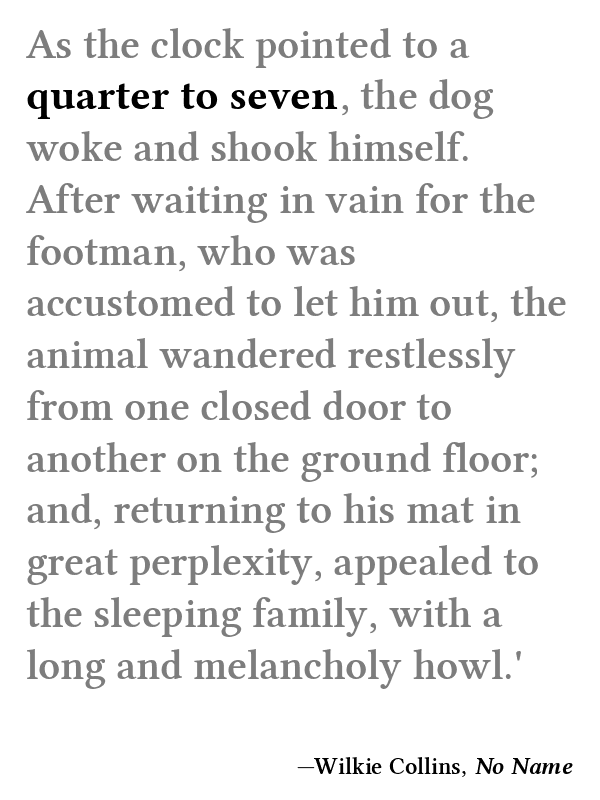 As the clock pointed to a
quarter to seven, the dog
woke and shook himself.
After waiting in vain for the
footman, who was
accustomed to let him out, the
animal wandered restlessly
from one closed door to
another on the ground floor;
and, returning to his mat in
great perplexity, appealed to
the sleeping family, with a
long and melancholy howl.'
—Wilkie Collins, No Name